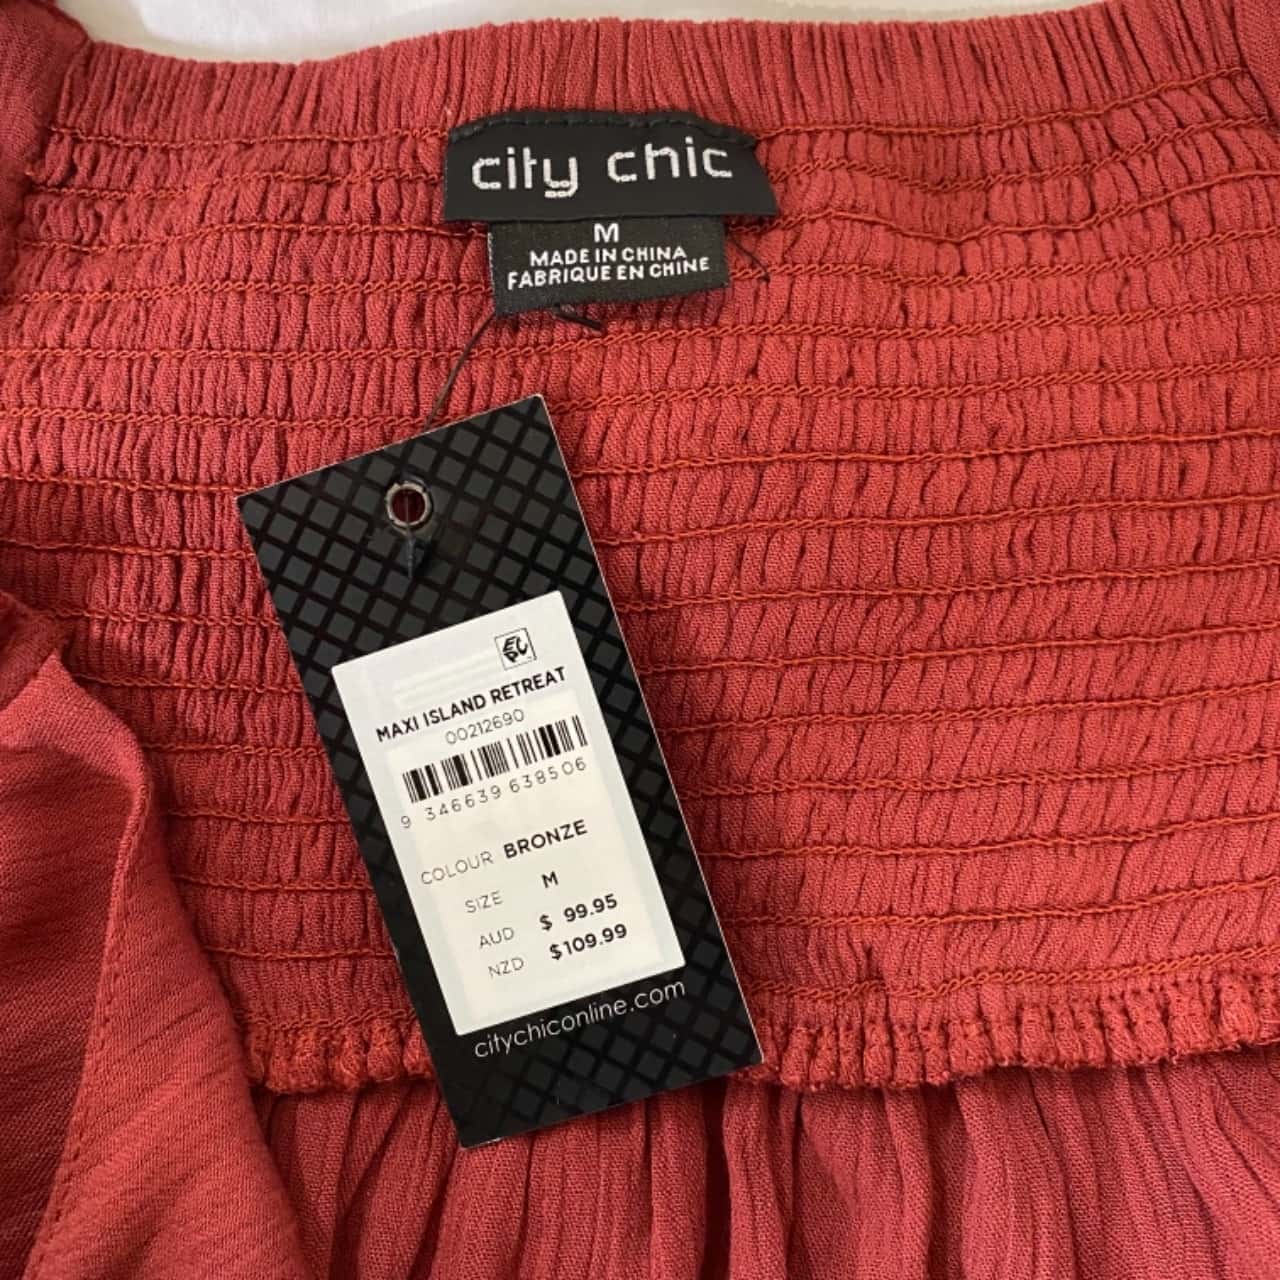 city chic
M
MADE IN CHINA
FABRIQUE EN CHINE
MAXI ISLAND RETREAT
00212690
9 346639 638506
COLOUR BRONZE
SIZE M
AUD $ 99.95
NZD $109.99
citychiconline.com